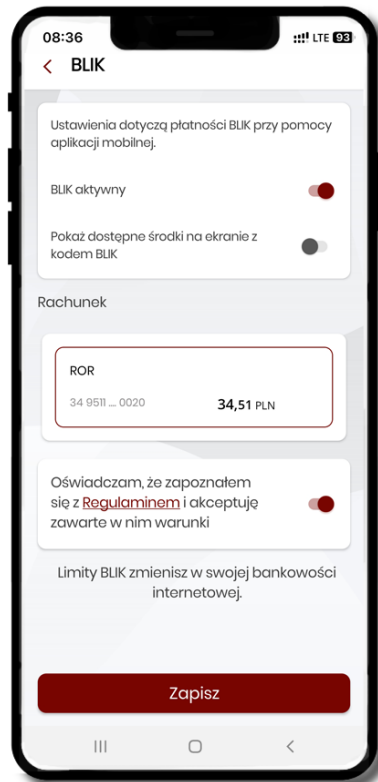 08:36 LTE 93
BLIK
Ustawienia dotyczą płatności BLIK przy pomocy
aplikacji mobilnej.
BLIK aktywny
Pokaż dostępne środki na ekranie z
kodem BLIK
Rachunek
ROR
34 9511 .... 0020 34,51 PLN
Oświadczam, że zapoznałem
się z Regulaminem i akceptuję
zawarte w nim warunki
Limity BLIK zmienisz w swojej bankowości
internetowej.
Zapisz